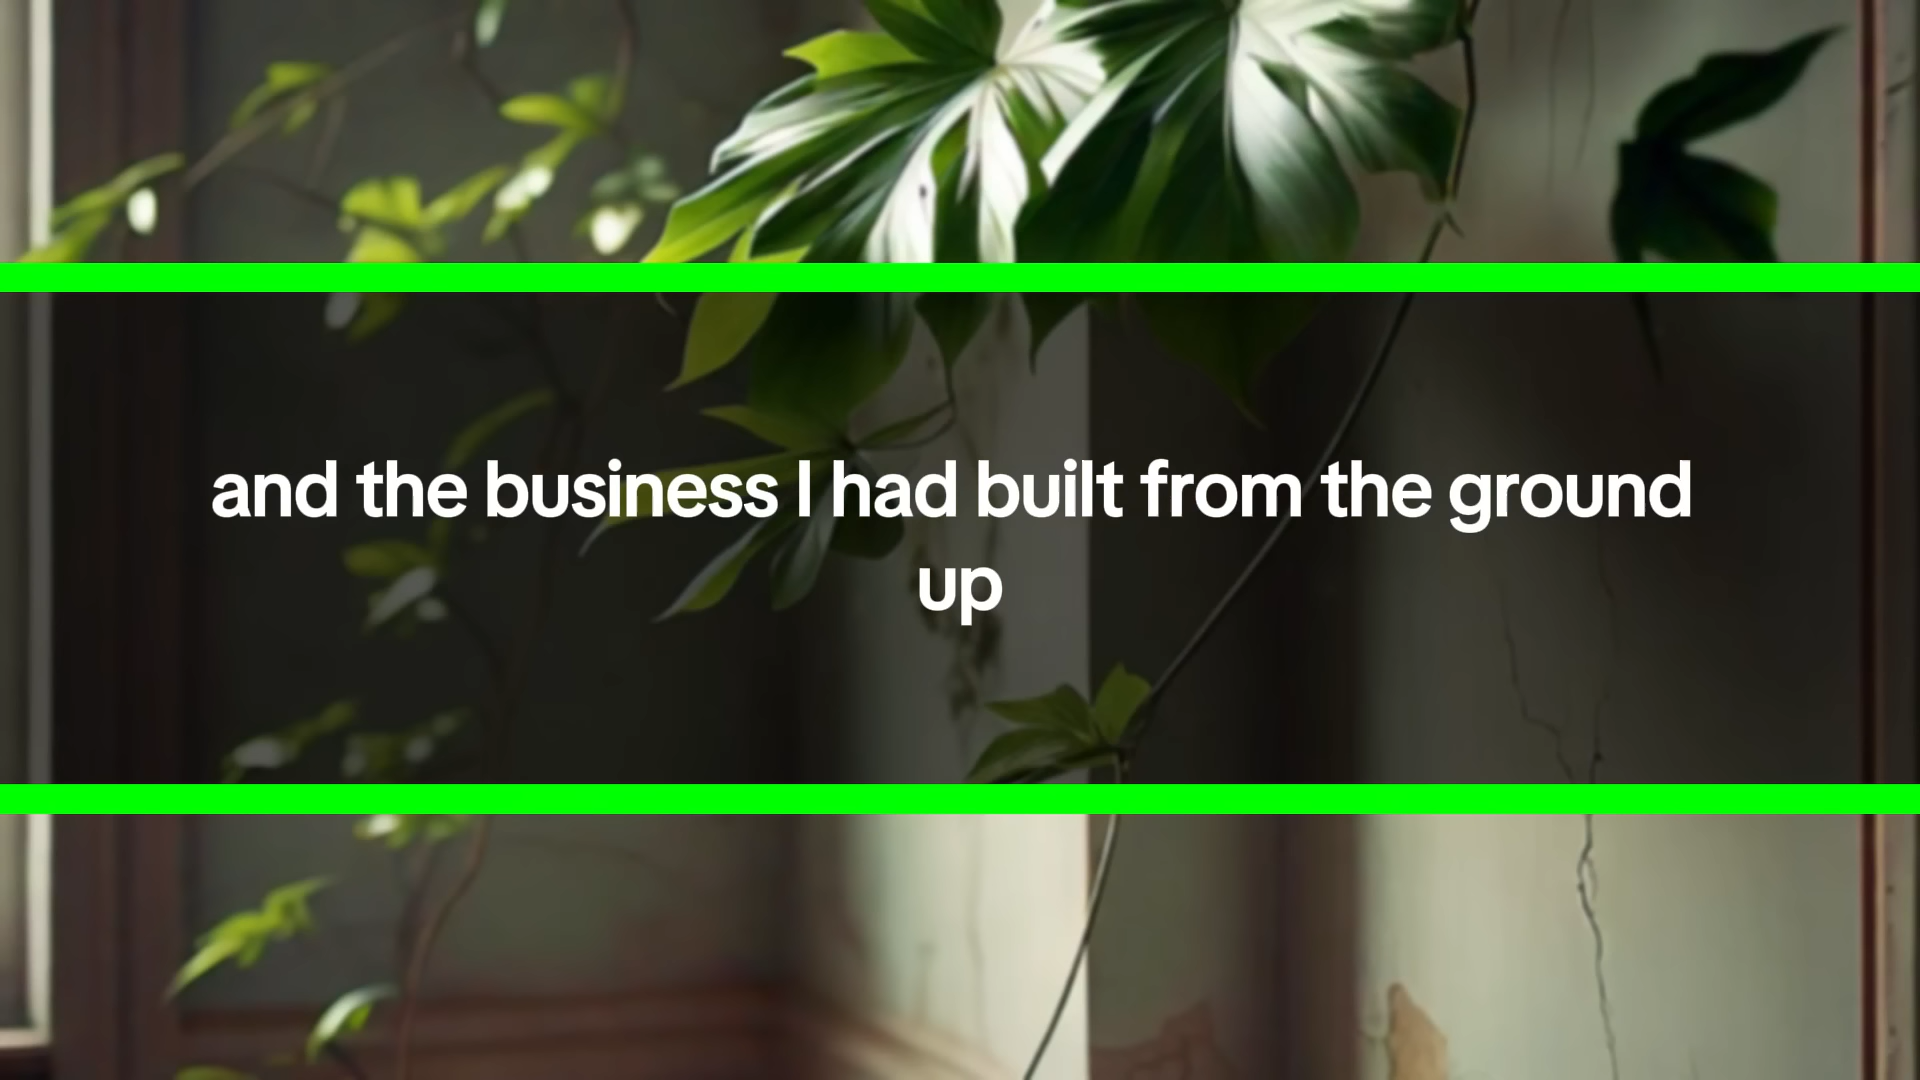 and the business I had built from the ground
up